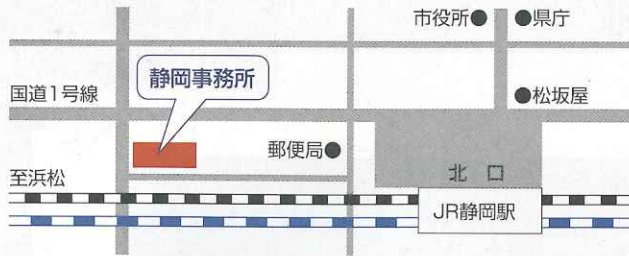 市役所●
●県庁
静岡事務所
国道1号線
●松坂屋
郵便局●
至浜松
北 口
JR静岡駅